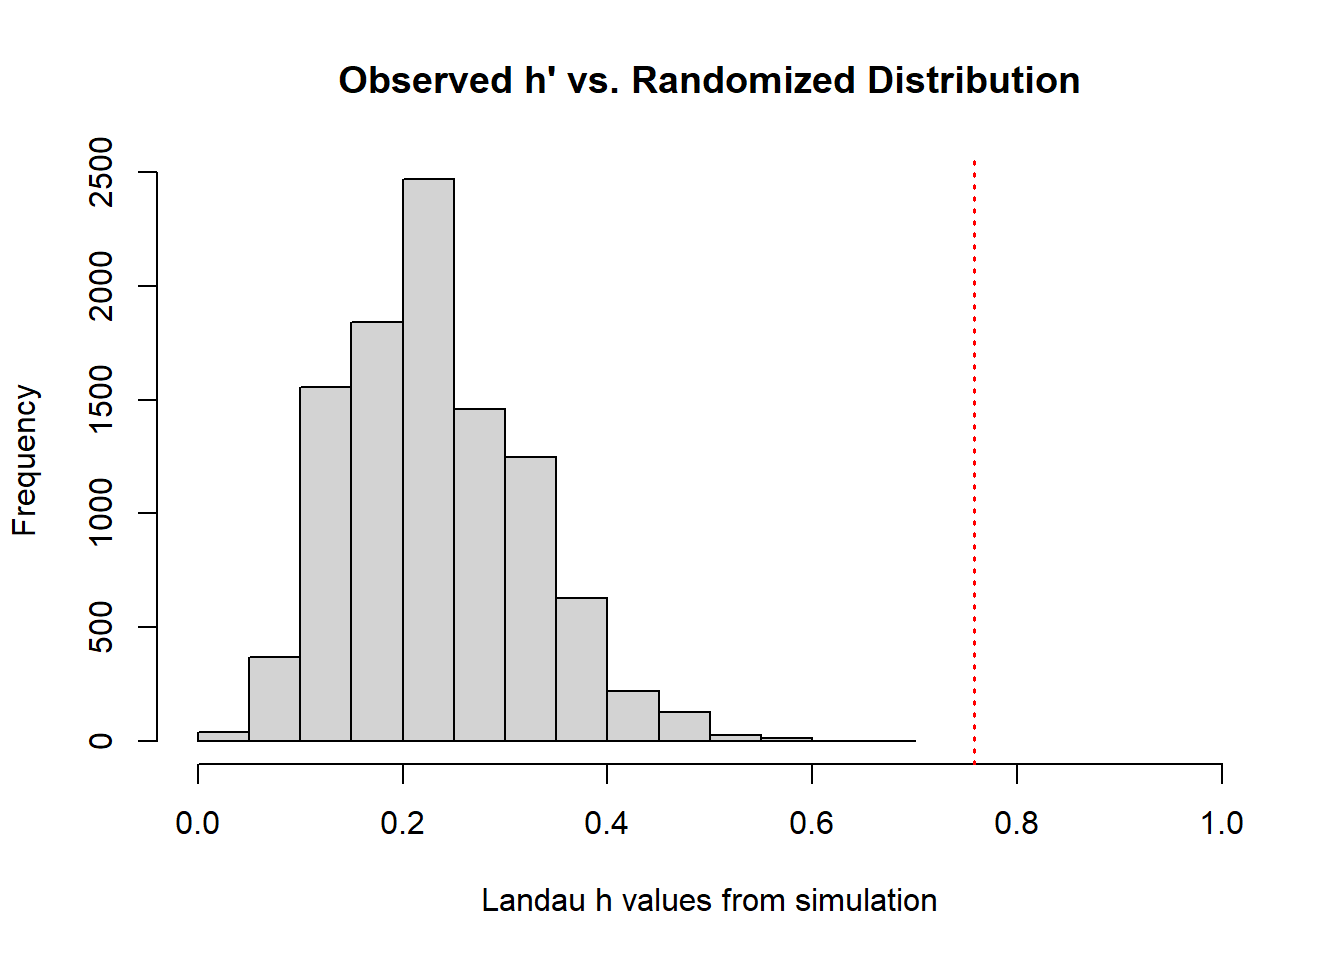 Observed h' vs. Randomized Distribution
Frequency
2500
2000
1500
1000
500
0
0.0 0.2 0.4 0.6 0.8 1.0
Landau h values from simulation